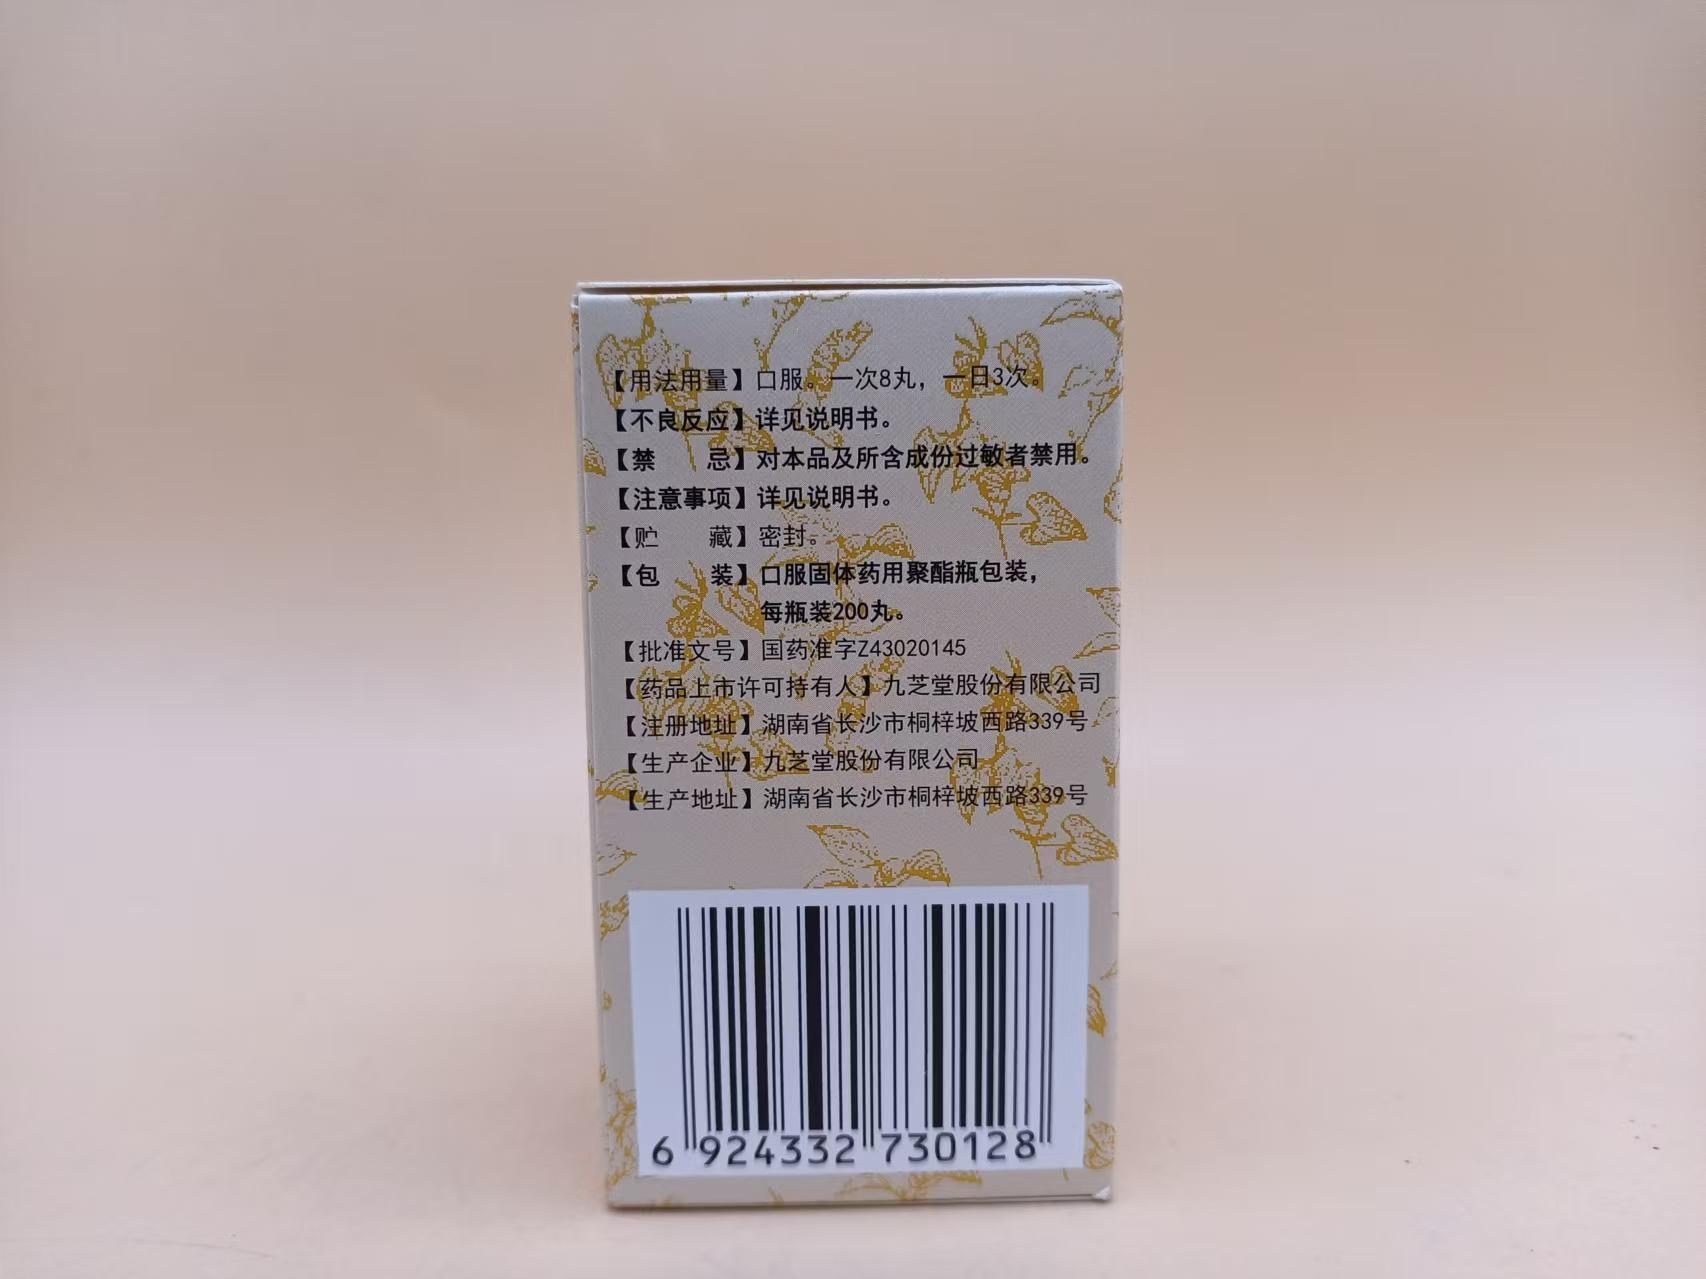 【用法用量】口服。一次8丸，一日3次。
【不良反应】详见说明书。
【禁　　忌】对本品及所含成份过敏者禁用。
【注意事项】详见说明书。
【贮　　藏】密封。
【包　　装】口服固体药用聚酯瓶包装，
每瓶装200丸。
【批准文号】国药准字Z43020145
【药品上市许可持有人】九芝堂股份有限公司
【注册地址】湖南省长沙市桐梓坡西路339号
【生产企业】九芝堂股份有限公司
【生产地址】湖南省长沙市桐梓坡西路339号
6 924332 730128